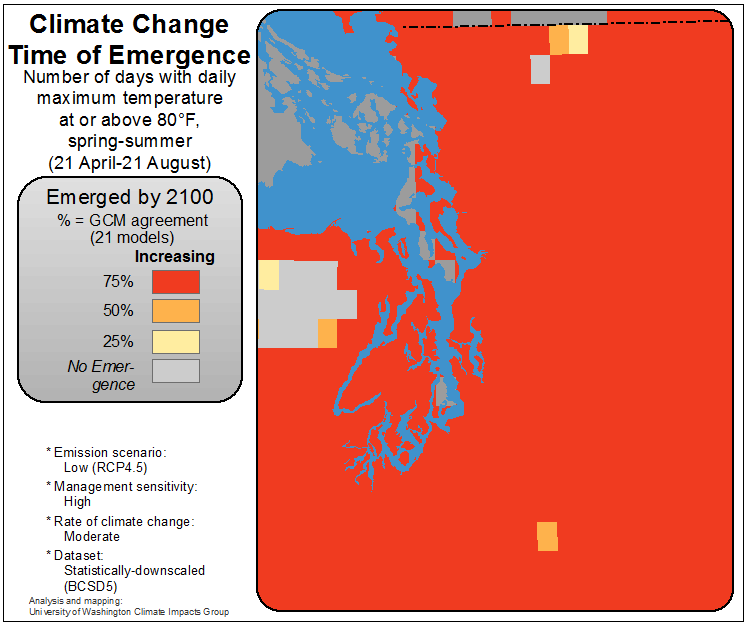 Climate Change
Time of Emergence
Number of days with daily
maximum temperature
at or above 80°F,
spring-summer
(21 April-21 August)
Emerged by 2100
% = GCM agreement
(21 models)
Increasing
75%
50%
25%
No Emer-
gence
* Emission scenario:
Low (RCP4.5)
* Management sensitivity:
High
* Rate of climate change:
Moderate
* Dataset:
Statistically-downscaled
(BCSD5)
Analysis and mapping:
University of Washington Climate Impacts Group